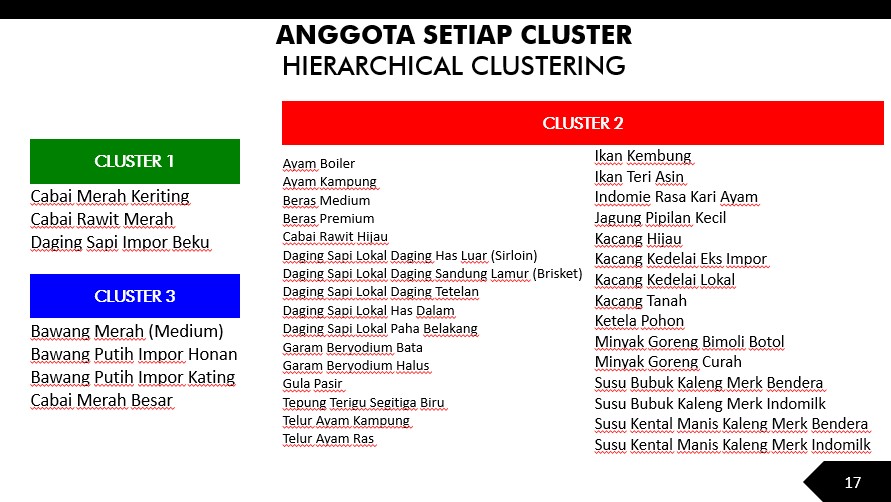 ANGGOTA SETIAP CLUSTER
HIERARCHICAL CLUSTERING
CLUSTER 1
Cabai Merah Keriting
Cabai Rawit Merah
Daging Sapi Impor Beku
CLUSTER 3
Bawang Merah (Medium)
Bawang Putih Impor Honan
Bawang Putih Impor Kating
Cabai Merah Besar
CLUSTER 2
Ayam Boiler
Ayam Kampung
Beras Medium
Beras Premium
Cabai Rawit Hijau
Daging Sapi Lokal Daging Has Luar (Sirloin)
Daging Sapi Lokal Daging Sandung Lamur (Brisket)
Daging Sapi Lokal Daging Tetelan
Daging Sapi Lokal Has Dalam
Daging Sapi Lokal Paha Belakang
Garam Beryodium Bata
Garam Beryodium Halus
Gula Pasir
Tepung Terigu Segitiga Biru
Telur Ayam Kampung
Telur Ayam Ras
Ikan Kembung
Ikan Teri Asin
Indomie Rasa Kari Ayam
Jagung Pipilan Kecil
Kacang Hijau
Kacang Kedelai Eks Impor
Kacang Kedelai Lokal
Kacang Tanah
Ketela Pohon
Minyak Goreng Bimoli Botol
Minyak Goreng Curah
Susu Bubuk Kaleng Merk Bendera
Susu Bubuk Kaleng Merk Indomilk
Susu Kental Manis Kaleng Merk Bendera
Susu Kental Manis Kaleng Merk Indomilk
17